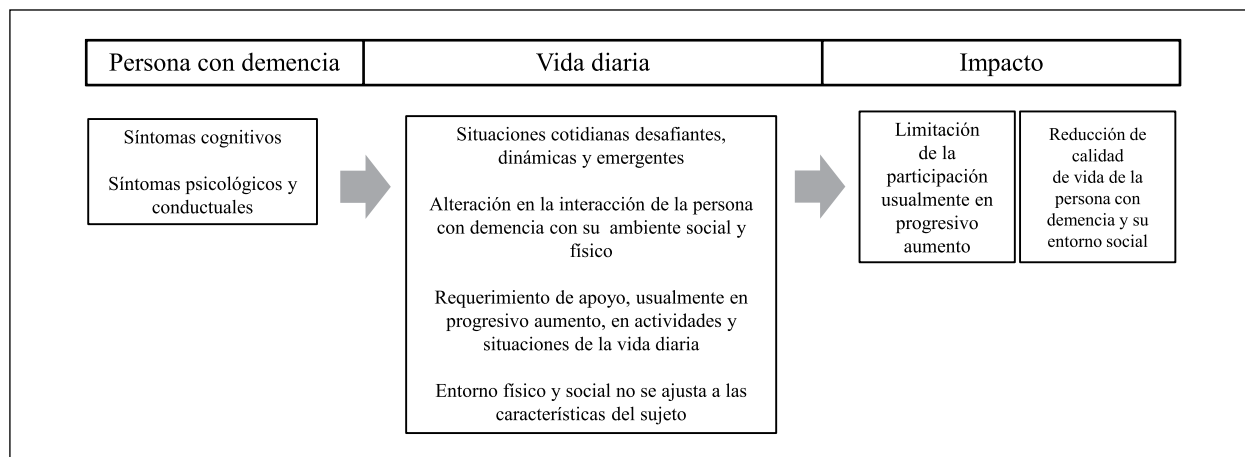 Persona con demencia
Vida diaria
Impacto
Síntomas cognitivos
Síntomas psicológicos y
conductuales
Situaciones cotidianas desafiantes,
dinámicas y emergentes
Alteración en la interacción de la persona
con demencia con su ambiente social y
físico
Requerimiento de apoyo, usualmente en
progresivo aumento, en actividades y
situaciones de la vida diaria
Entorno físico y social no se ajusta a las
características del sujeto
Limitación
de la
participación
usualmente en
progresivo
aumento
Reducción de
calidad
de vida de la
persona con
demencia y su
entorno social